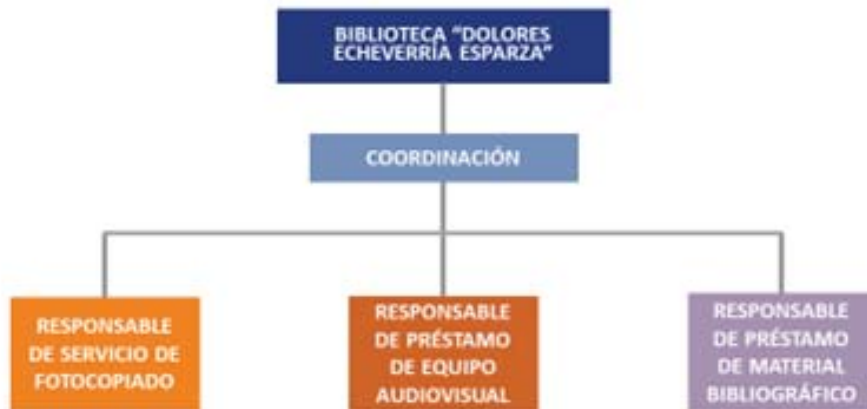 BIBLIOTECA “DOLORES
ECHEVERRÍA ESPARZA”
COORDINACIÓN
RESPONSABLE
DE SERVICIO DE
FOTOCOPIADO
RESPONSABLE
DE PRÉSTAMO
DE EQUIPO
AUDIOVISUAL
RESPONSABLE
DE PRÉSTAMO
DE MATERIAL
BIBLIOGRÁFICO